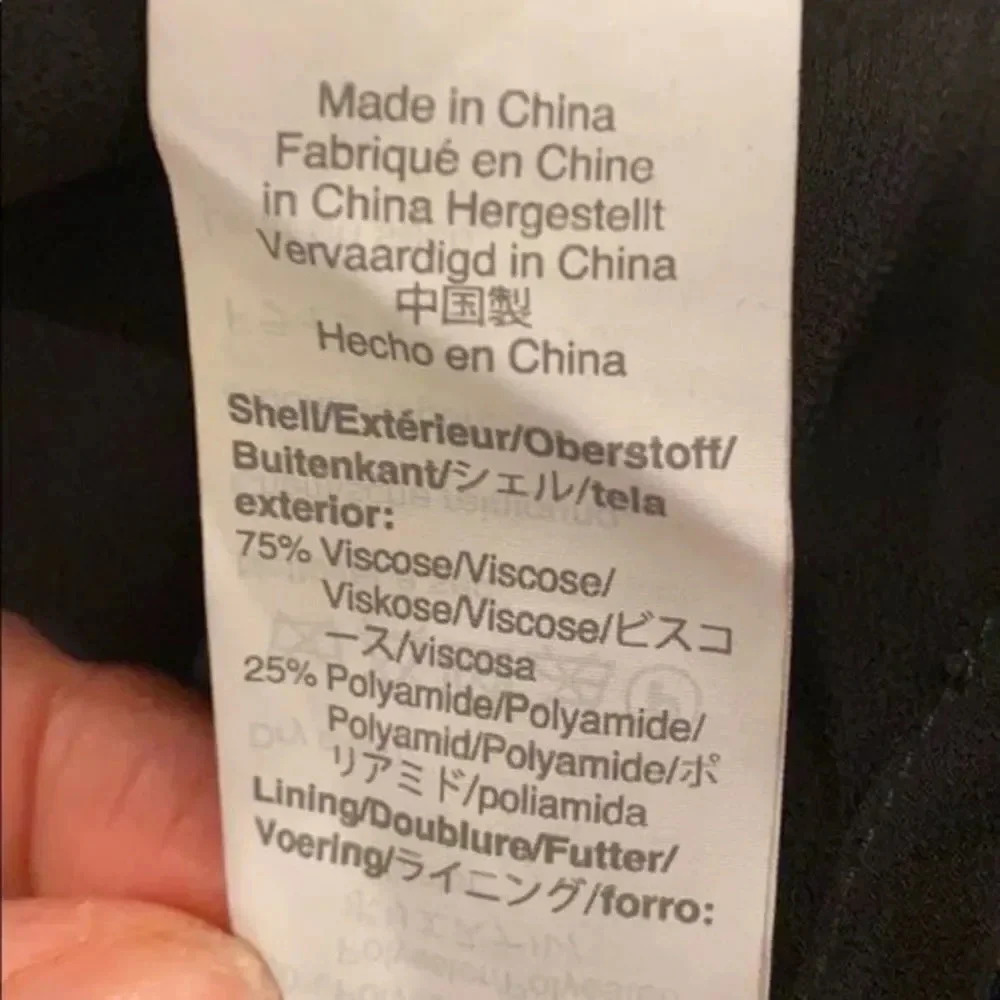 Made in China
Fabriqué en Chine
in China Hergestellt
Vervaardigd in China
中国製
Hecho en China
Shell/Extérieur/Oberstoff/
Buitenkant/シェル/tela
exterior:
75% Viscose/Viscose/
Viskose/Viscose/ビスコ
ース/viscosa
25% Polyamide/Polyamide/
Polyamid/Polyamide/ポ
リアミド/poliamida
Lining/Doublure/Futter/
Voering/ライニング/forro: